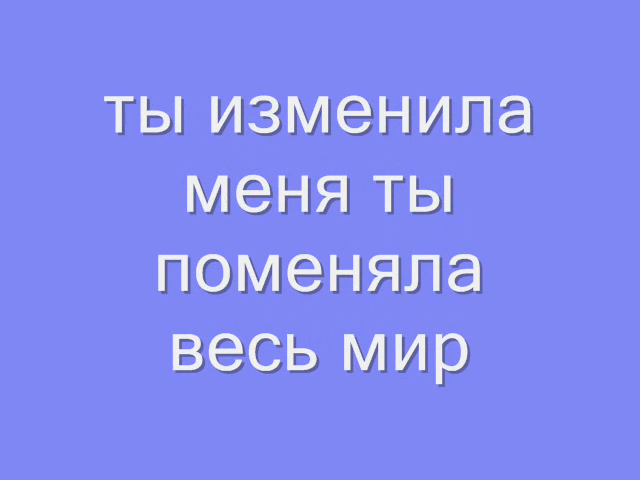 ты изменила
меня ты
поменяла
весь мир